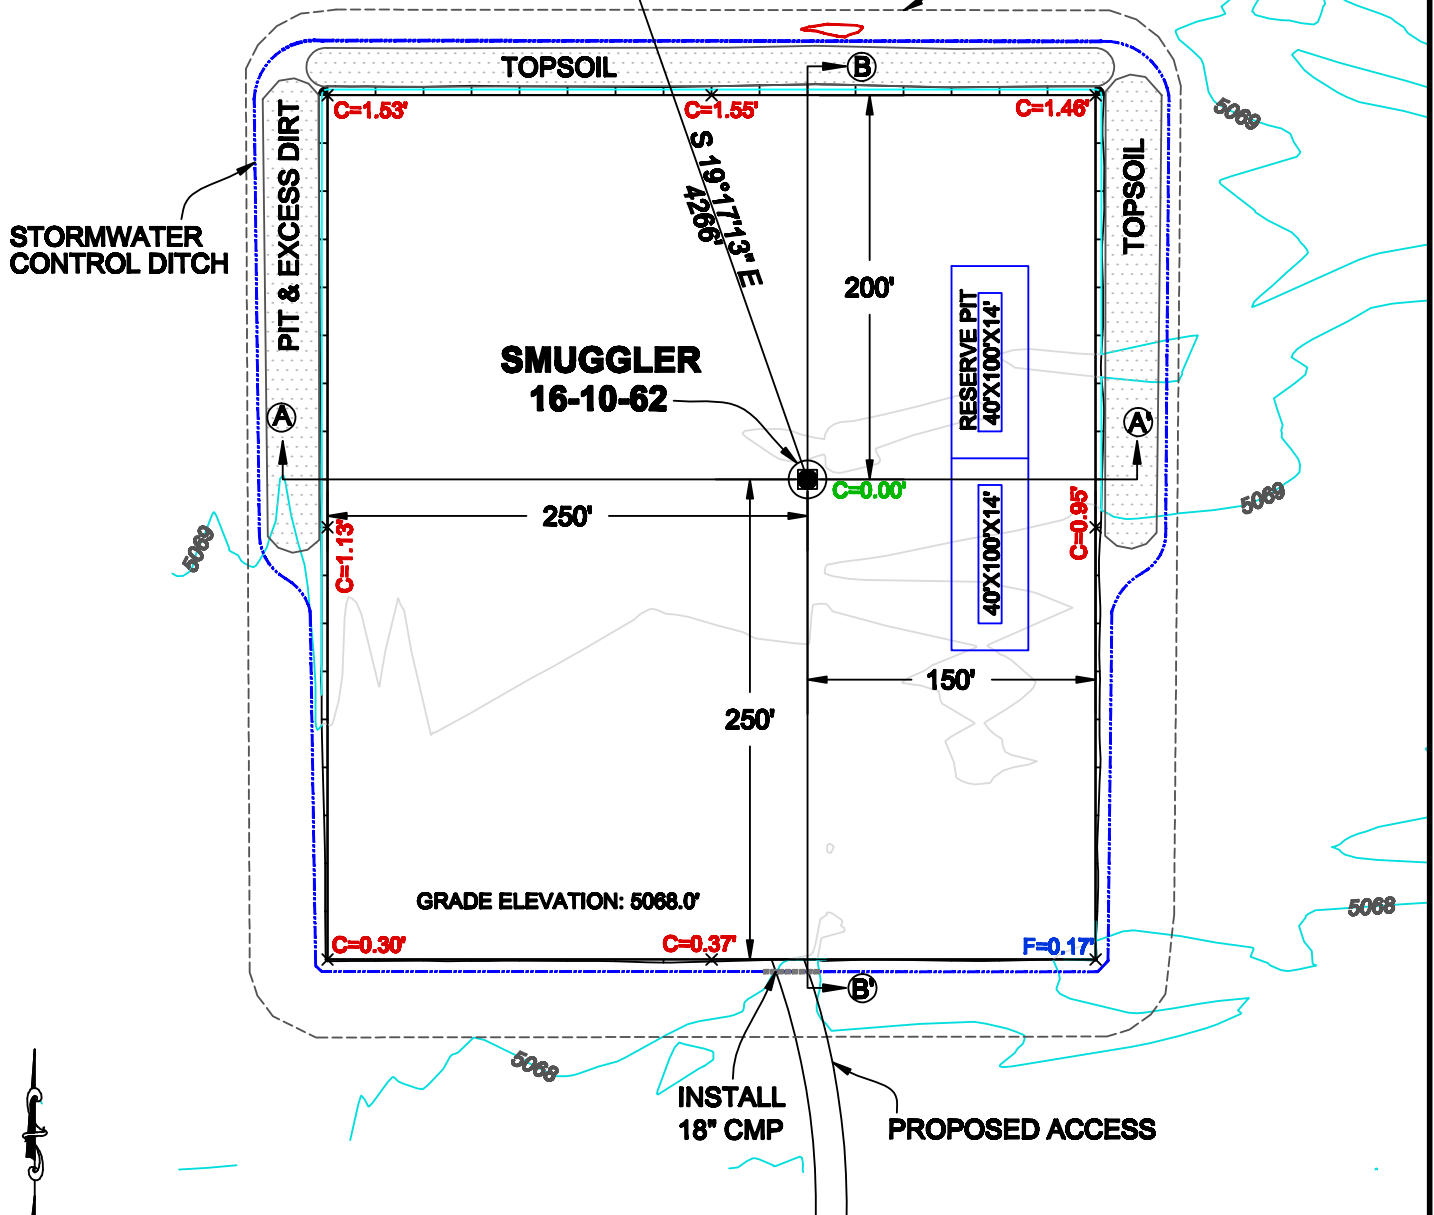 TOPSOIL
B
C=1.53'
C=1.55'
C=1.46'
5069
PIT & EXCESS DIRT
TOPSOIL
S 19°17'13" E
4266'
STORMWATER
CONTROL DITCH
200'
RESERVE PIT
40'X100'X14'
SMUGGLER
16-10-62
A
A'
C=0.00'
5069
250'
C=0.95'
40'X100'X14'
5069
C=1.13'
150'
250'
GRADE ELEVATION: 5068.0'
5068
C=0.30'
C=0.37'
F=0.17'
B'
5068
INSTALL
18" CMP
PROPOSED ACCESS